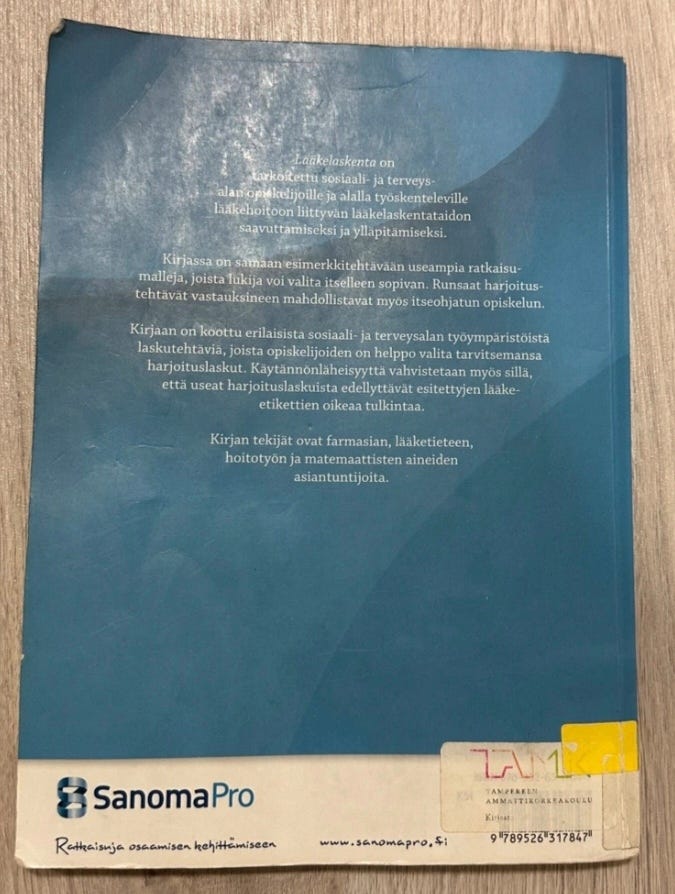 Lääkelaskenta on
tarkoitettu sosiaali- ja terveys-
alan opiskelijoille ja alalla työskenteleville
lääkehoitoon liittyvän lääkelaskentataidon
saavuttamiseksi ja ylläpitämiseksi.
Kirjassa on samaan esimerkkitehtävään useampia ratkaisu-
malleja, joista lukija voi valita itselleen sopivan. Runsaat harjoitus-
tehtävät vastauksineen mahdollistavat myös itseohjatun opiskelun.
Kirjaan on koottu erilaisista sosiaali- ja terveysalan työympäristöistä
laskutehtäviä, joista opiskelijoiden on helppo valita tarvitsemansa
harjoituslaskut. Käytännönläheisyyttä vahvistetaan myös sillä,
että useat harjoituslaskuista edellyttävät esitettyjen lääke-
etikettien oikeaa tulkintaa.
Kirjan tekijät ovat farmasian, lääketieteen,
hoitotyön ja matemaattisten aineiden
asiantuntijoita.
SanomaPro
Ratkaisuja osaamisen kehittämiseen
www.sanomapro.fi
TAMK
TAMPEREEN
AMMATTIKORKEAKOULU
9 789526 317847